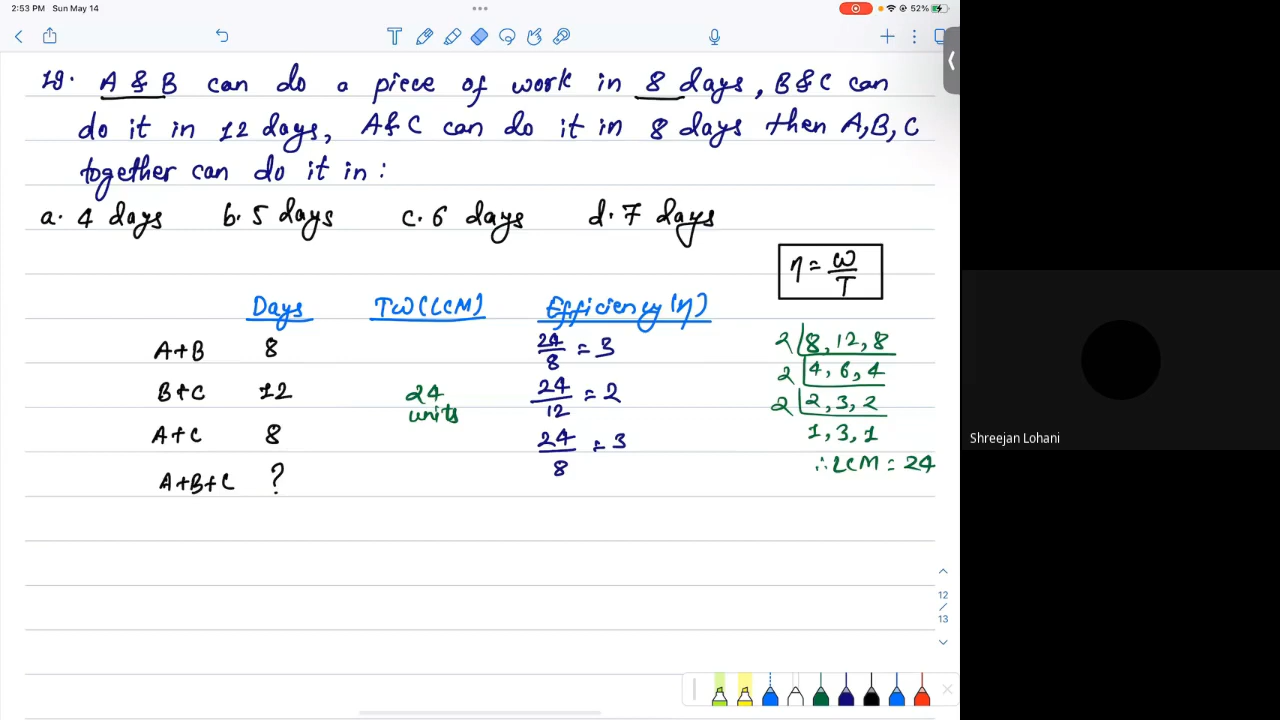 2:53 PM Sun May 14
52%
19. A & B can do a piece of work in 8 days, B&C can
do it in 12 days, A&C can do it in 8 days then A, B, C
together can do it in:
a. 4 days b. 5 days c. 6 days d. 7 days
η = W/T
Days TW(LCM) Efficiency(η)
A+B 8 24/8 = 3
B+C 12 24 units 24/12 = 2
A+C 8 24/8 = 3
A+B+C ?
2 | 8, 12, 8
2 | 4, 6, 4
2 | 2, 3, 2
1, 3, 1
∴ LCM = 24
Shreejan Lohani
12
/
13